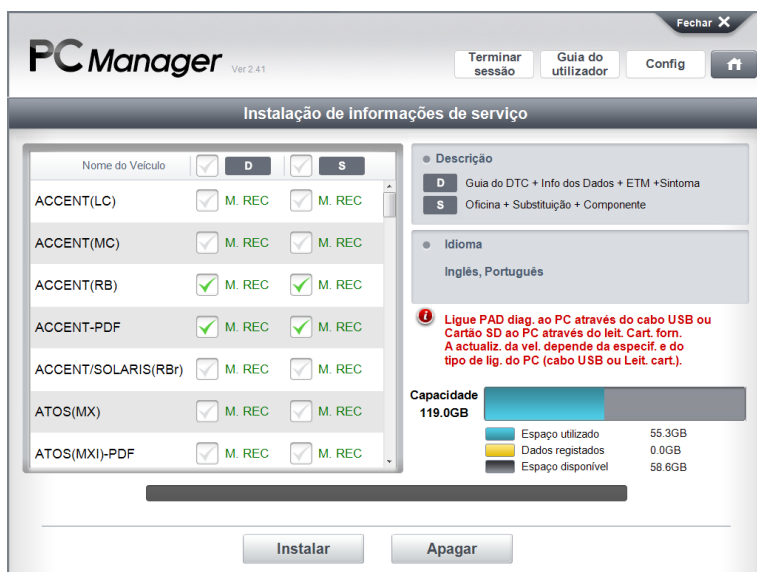 Fechar X
PC Manager Ver 2.41
Terminar sessão
Guia do utilizador
Config
Instalação de informações de serviço
Nome do Veículo D S
ACCENT(LC) M. REC M. REC
ACCENT(MC) M. REC M. REC
ACCENT(RB) M. REC M. REC
ACCENT-PDF M. REC M. REC
ACCENT/SOLARIS(RBr) M. REC M. REC
ATOS(MX) M. REC M. REC
ATOS(MXI)-PDF M. REC M. REC
Descrição
D Guia do DTC + Info dos Dados + ETM +Sintoma
S Oficina + Substituição + Componente
Idioma
Inglês, Português
Ligue PAD diag. ao PC através do cabo USB ou
Cartão SD ao PC através do leit. Cart. forn.
A actualiz. da vel. depende da especif. e do
tipo de lig. do PC (cabo USB ou Leit. cart.).
Capacidade
119.0GB
Espaço utilizado 55.3GB
Dados registados 0.0GB
Espaço disponível 58.6GB
Instalar
Apagar